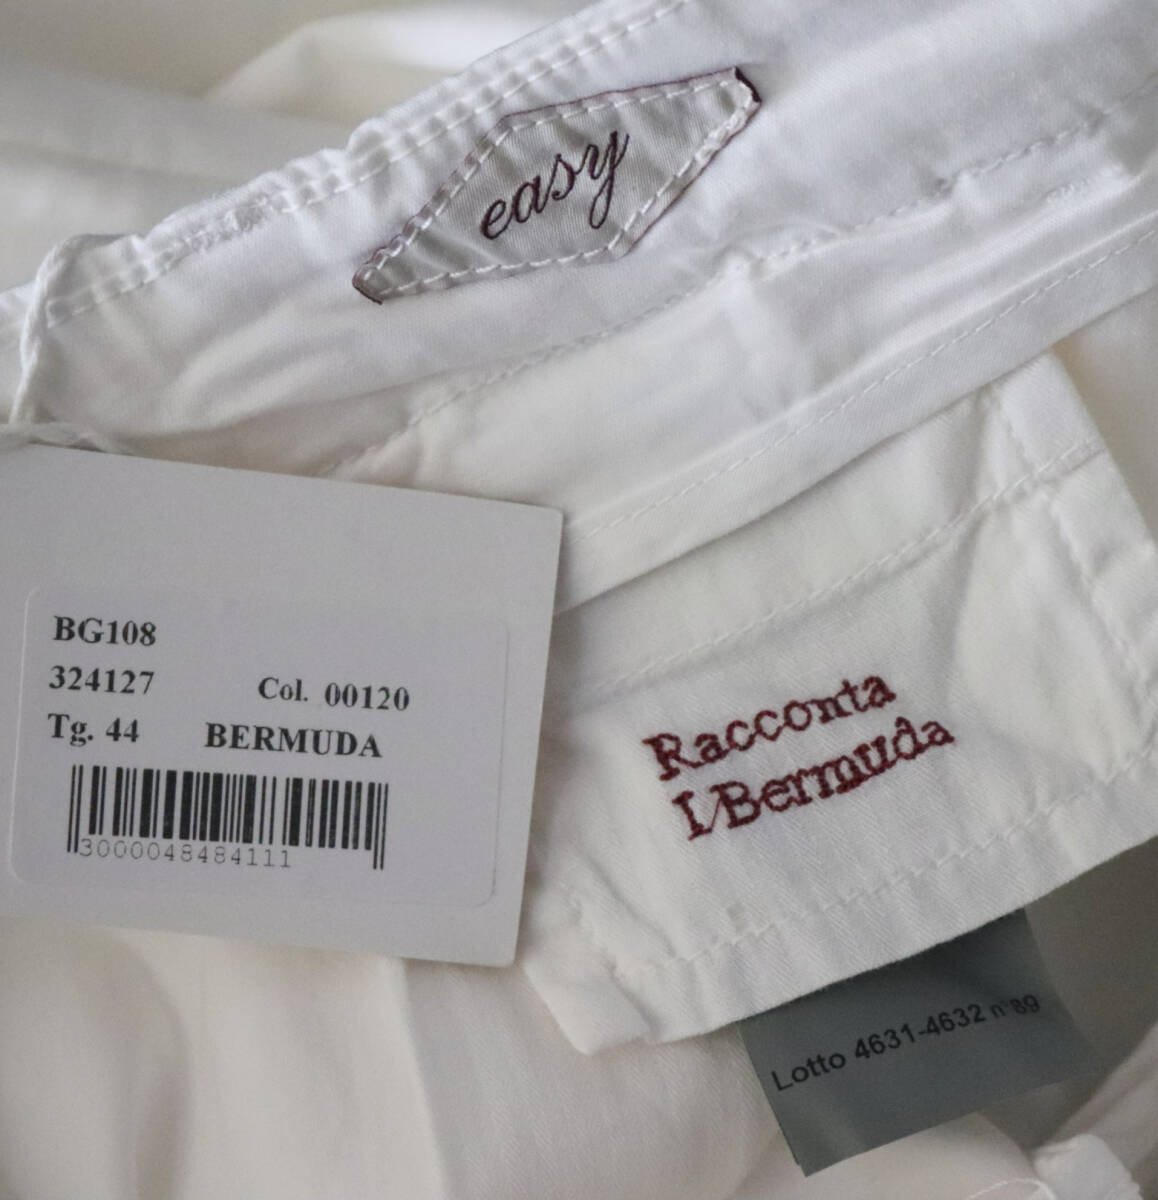 easy
BG108
324127 Col. 00120
Tg. 44 BERMUDA
3000048484111
Racconta
I/Bermuda
Lotto 4631-4632 n°89